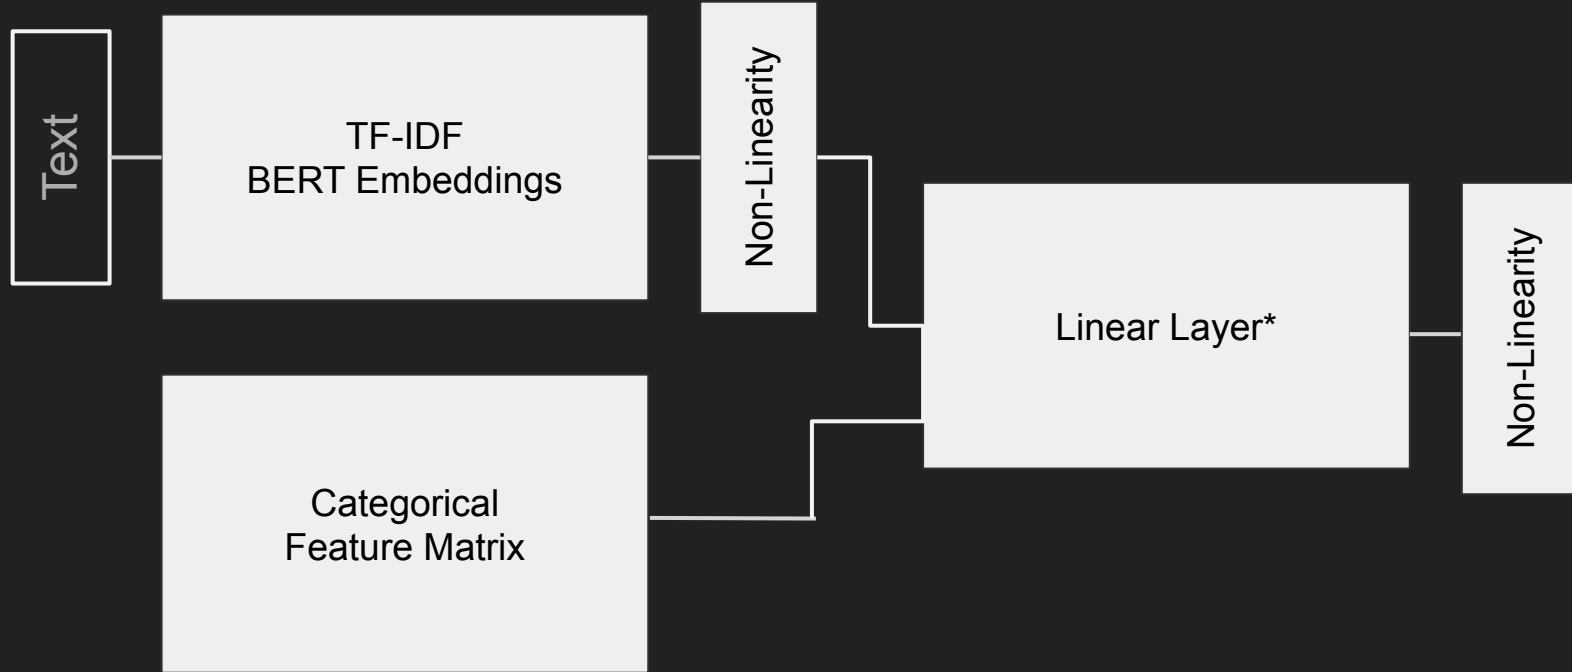 Text
TF-IDF
BERT Embeddings
Non-Linearity
Categorical
Feature Matrix
Linear Layer*
Non-Linearity